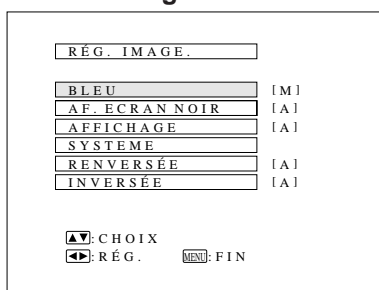 RÉG. IMAGE.
BLEU [M]
AF. ECRAN NOIR [A]
AFFICHAGE [A]
SYSTEME
RENVERSÉE [A]
INVERSÉE [A]
▲▼: CHOIX
◄►: RÉG. MENU: FIN